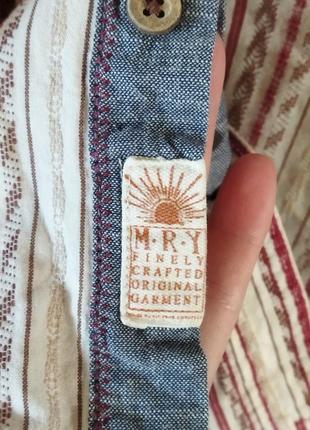 M·R·Y
FINELY
CRAFTED
ORIGINAL
GARMENT